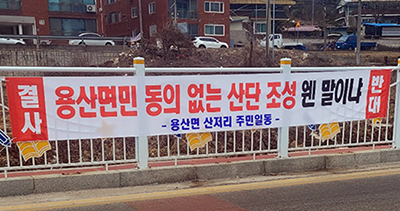 결사 용산면민 동의 없는 산단 조성 웬 말이냐 반대
- 용산면 산저리 주민일동 -